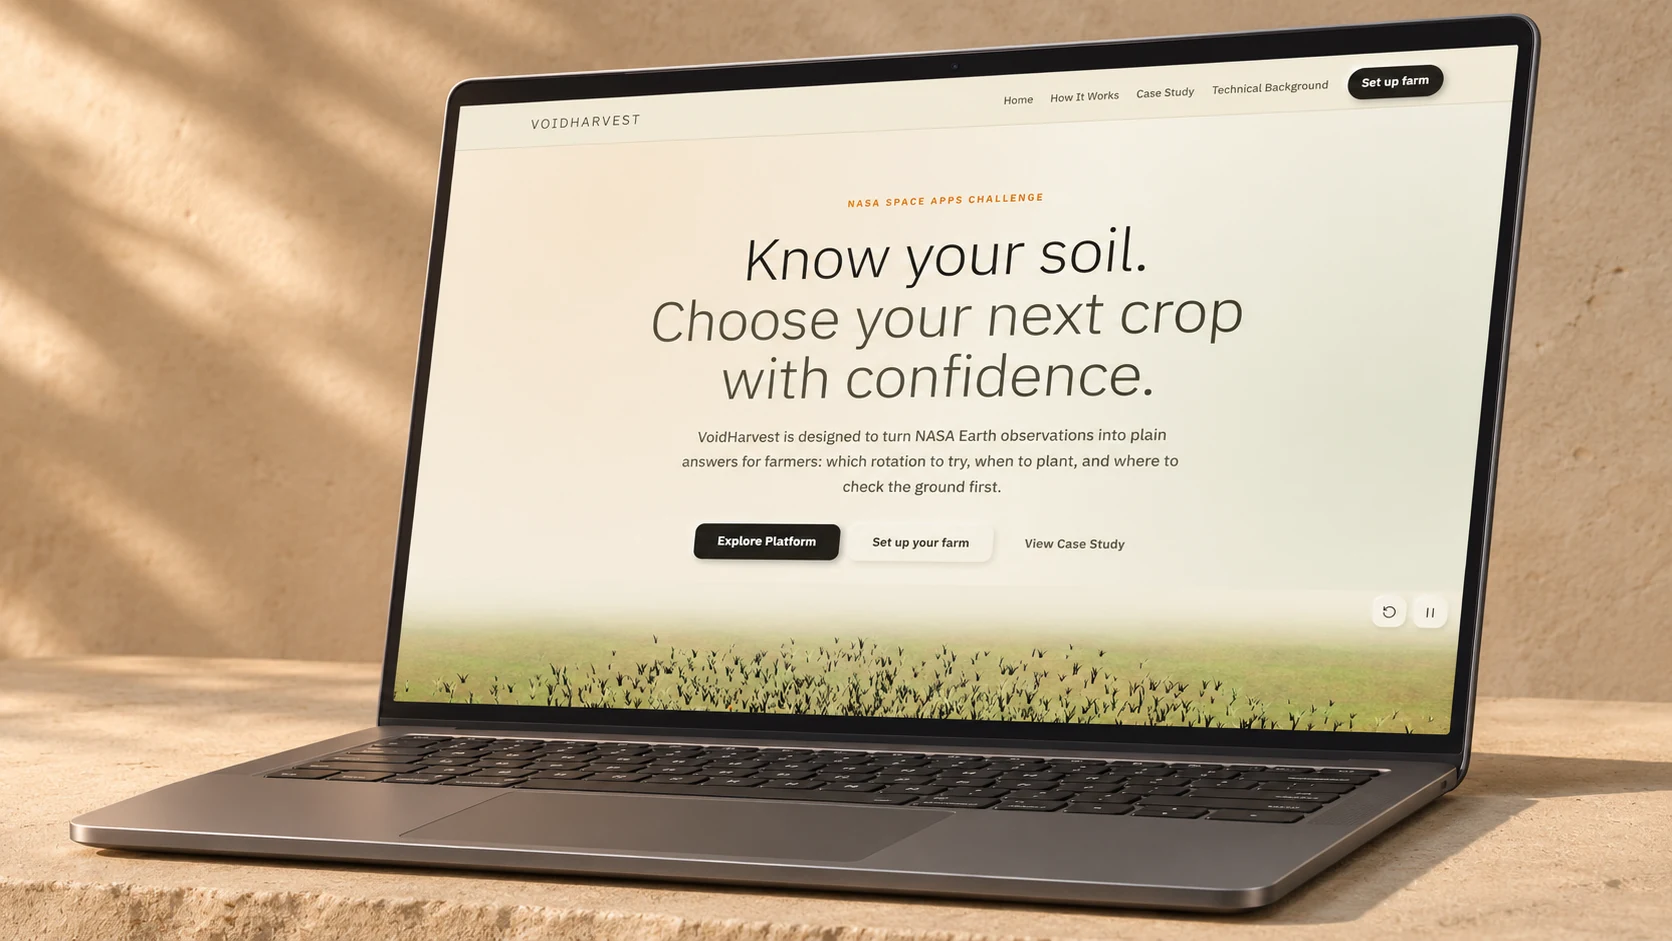 VOIDHARVEST
Home How It Works Case Study Technical Background Set up farm
NASA SPACE APPS CHALLENGE
Know your soil.
Choose your next crop
with confidence.
VoidHarvest is designed to turn NASA Earth observations into plain
answers for farmers: which rotation to try, when to plant, and where to
check the ground first.
Explore Platform Set up your farm View Case Study